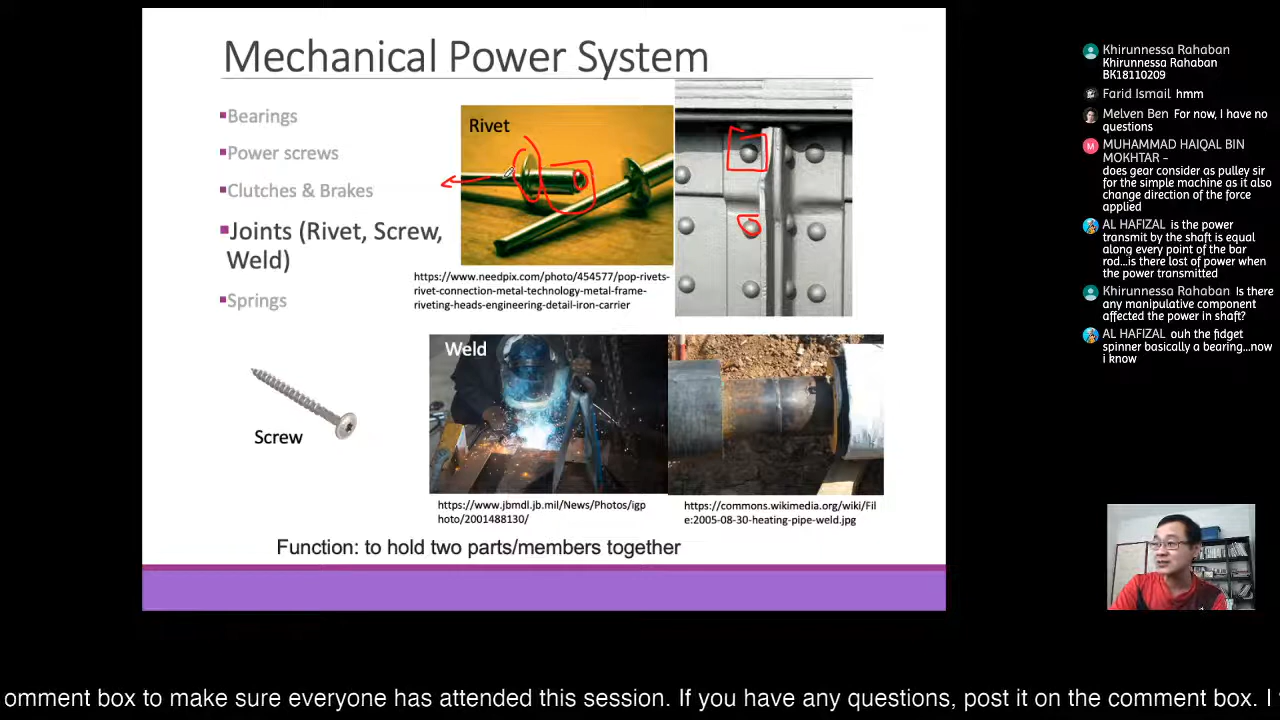 Mechanical Power System
Bearings
Power screws
Clutches & Brakes
Joints (Rivet, Screw,
Weld)
Springs
Rivet
https://www.needpix.com/photo/454577/pop-rivets-
rivet-connection-metal-technology-metal-frame-
riveting-heads-engineering-detail-iron-carrier
Screw
Weld
https://www.jbmdl.jb.mil/News/Photos/igp
hoto/2001488130/
https://commons.wikimedia.org/wiki/Fil
e:2005-08-30-heating-pipe-weld.jpg
Function: to hold two parts/members together
Khirunnessa Rahaban
Khirunnessa Rahaban
BK19110209
Farid Ismail hmm
Melven Ben For now, I have no
questions
MUHAMMAD HAIQAL BIN
MOKHTAR -
does gear consider as pulley sir
for the simple machine as it also
change direction of the force
applied
AL HAFIZAL is the power
transmit by the shaft is equal
along every point of the bar
rod...is there lost of power when
the power transmitted
Khirunnessa Rahaban Is there
any manipulative component
affected the power in shaft?
AL HAFIZAL ouh the fidget
spinner basically a bearing...now
i know
omment box to make sure everyone has attended this session. If you have any questions, post it on the comment box. I